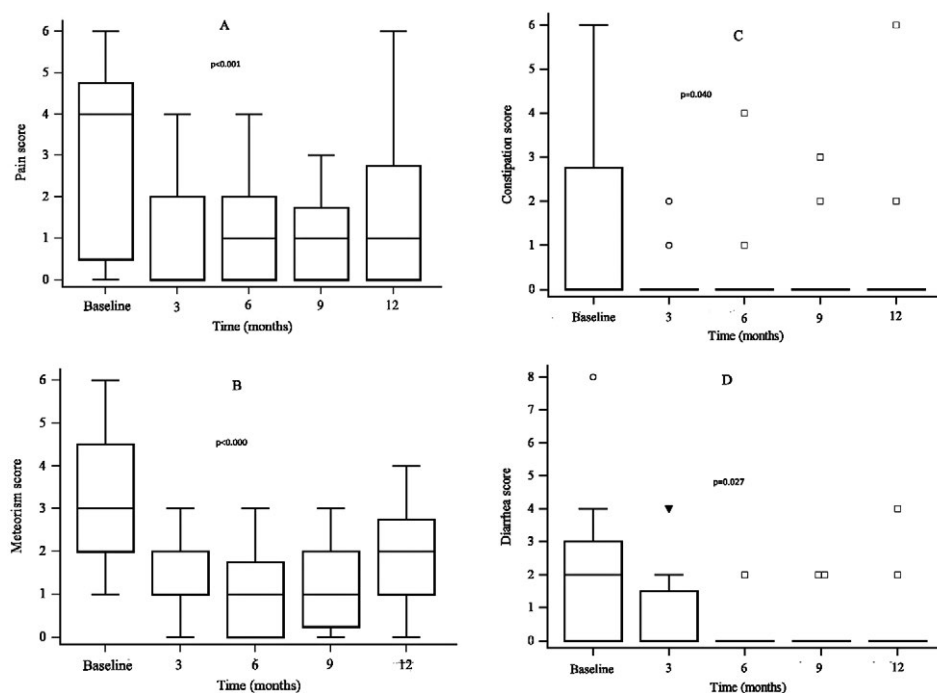 A
p<0.001
Pain score
6
5
4
3
2
1
0
Baseline 3 6 9 12
Time (months)
C
p=0.040
Constipation score
6
5
4
3
2
1
0
Baseline 3 6 9 12
Time (months)
B
p<0.000
Meteorism score
6
5
4
3
2
1
0
Baseline 3 6 9 12
Time (months)
D
p=0.027
Diarrhea score
8
7
6
5
4
3
2
1
0
Baseline 3 6 9 12
Time (months)